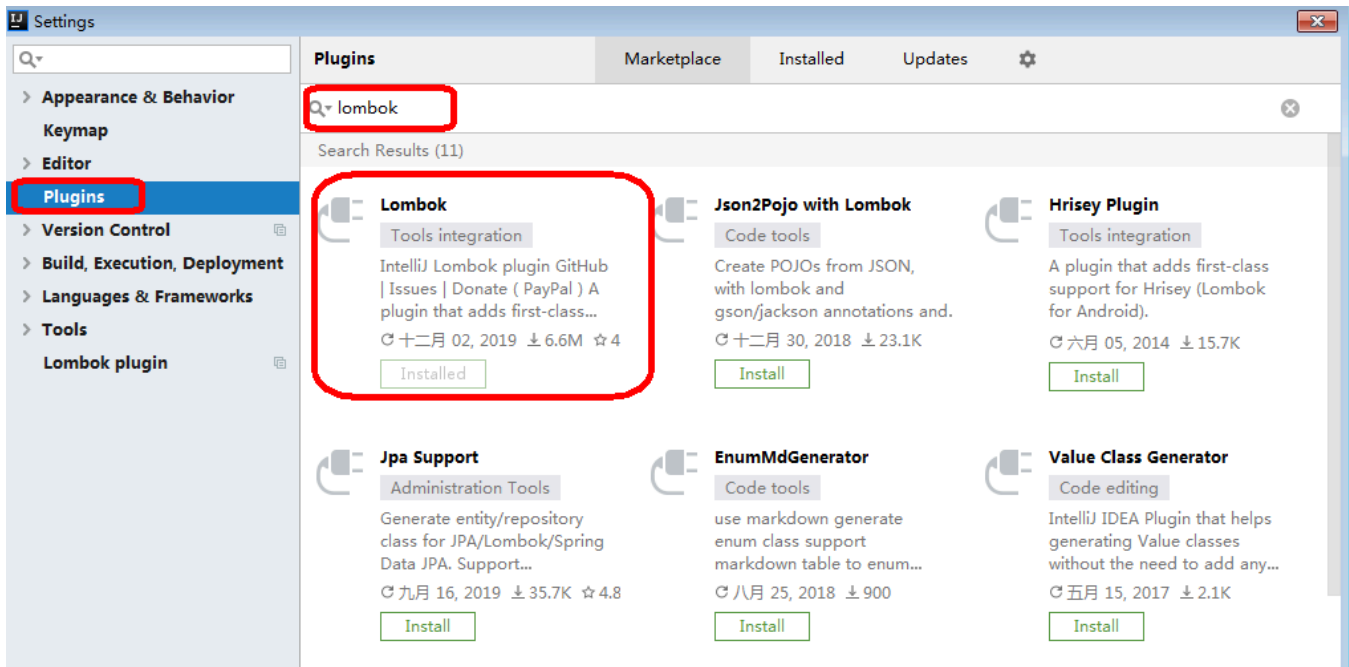 Settings
Appearance & Behavior
Keymap
Editor
Plugins
Version Control
Build, Execution, Deployment
Languages & Frameworks
Tools
Lombok plugin
Plugins
Marketplace
Installed
Updates
lombok
Search Results (11)
Lombok
Tools integration
IntelliJ Lombok plugin GitHub
| Issues | Donate ( PayPal ) A
plugin that adds first-class...
十二月 02, 2019 6.6M 4
Installed
Json2Pojo with Lombok
Code tools
Create POJOs from JSON,
with lombok and
gson/jackson annotations and.
十二月 30, 2018 23.1K
Install
Hrisey Plugin
Tools integration
A plugin that adds first-class
support for Hrisey (Lombok
for Android).
六月 05, 2014 15.7K
Install
Jpa Support
Administration Tools
Generate entity/repository
class for JPA/Lombok/Spring
Data JPA. Support...
九月 16, 2019 35.7K 4.8
Install
EnumMdGenerator
Code tools
use markdown generate
enum class support
markdown table to enum...
八月 25, 2018 900
Install
Value Class Generator
Code editing
IntelliJ IDEA Plugin that helps
generating Value classes
without the need to add any...
五月 15, 2017 2.1K
Install